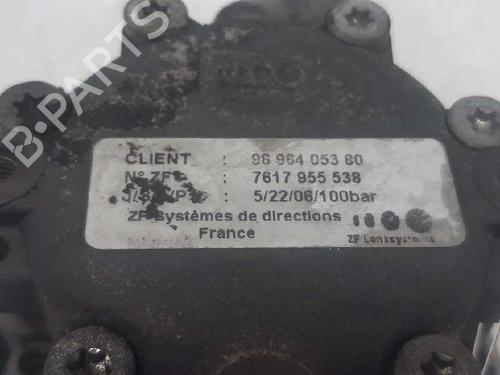 CLIENT : 96 964 053 80
N° ZF : 7617 955 538
: 5/22/06/100bar
ZF Systèmes de directions
France
ZF Lenksysteme
B-PARTS